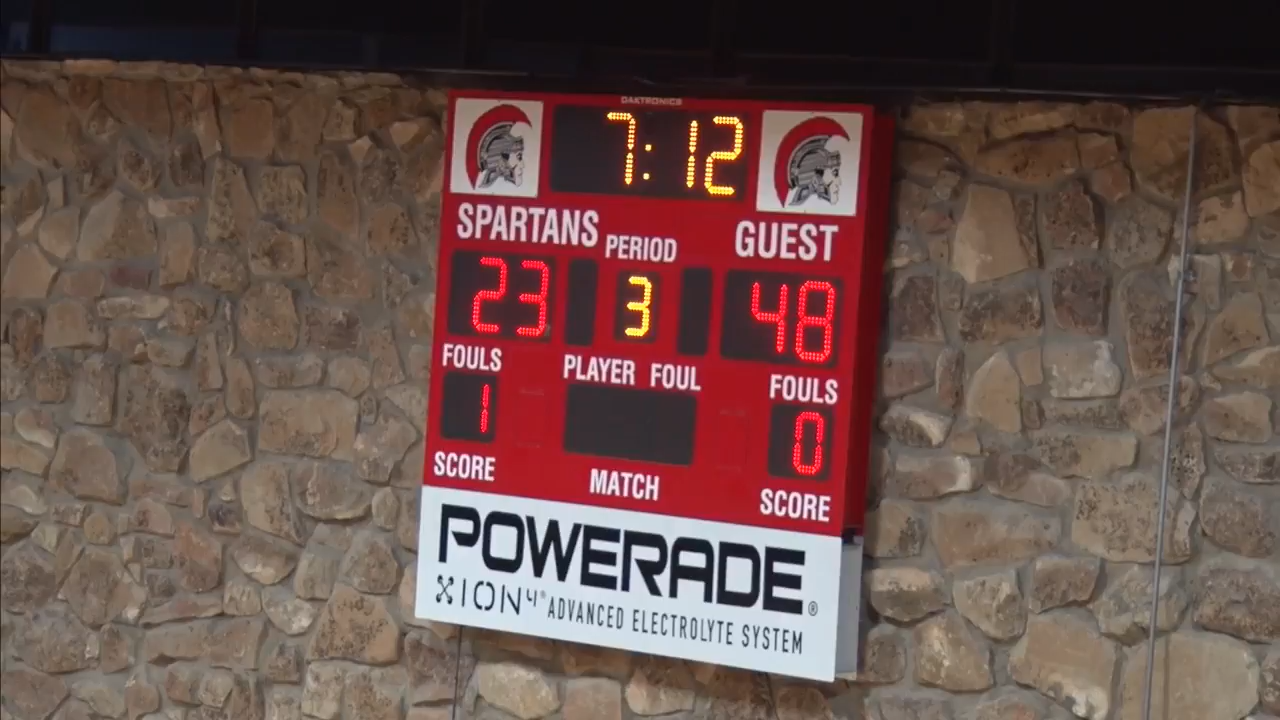 DAKTRONICS
7:12
SPARTANS PERIOD GUEST
23 3 48
FOULS PLAYER FOUL FOULS
1 0
SCORE MATCH SCORE
POWERADE®
ION4® ADVANCED ELECTROLYTE SYSTEM